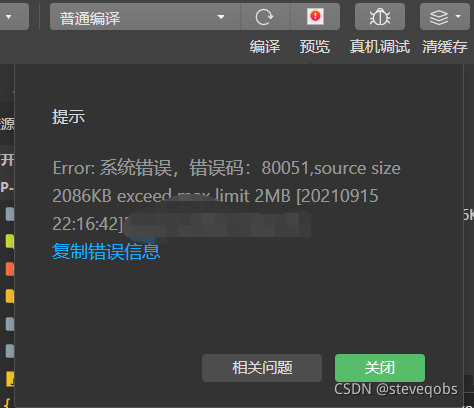 普通编译
编译 预览 真机调试 清缓存
源
提示
开
Error: 系统错误，错误码：80051,source size
P-
2086KB exceed max limit 2MB [20210915
22:16:42]
复制错误信息
相关问题 关闭
CSDN @steveqobs